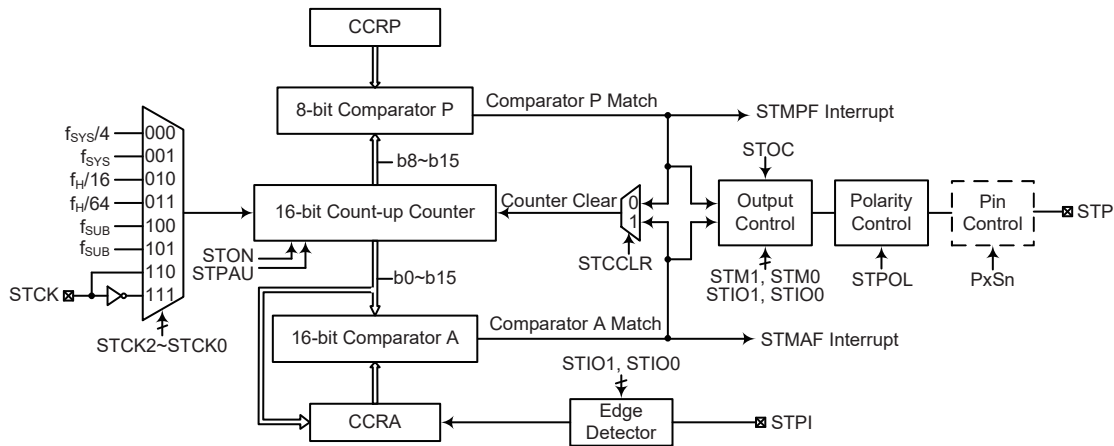 CCRP
8-bit Comparator P
Comparator P Match
STMPF Interrupt
fSYS/4
000
fSYS
001
fH/16
010
fH/64
011
fSUB
100
fSUB
101
110
111
STCK
STCK2~STCK0
b8~b15
16-bit Count-up Counter
Counter Clear
0
1
STCCLR
STON
STPAU
b0~b15
STOC
Output
Control
STM1, STM0
STIO1, STIO0
Polarity
Control
STPOL
Pin
Control
PxSn
STP
16-bit Comparator A
Comparator A Match
STMAF Interrupt
STIO1, STIO0
CCRA
Edge
Detector
STPI